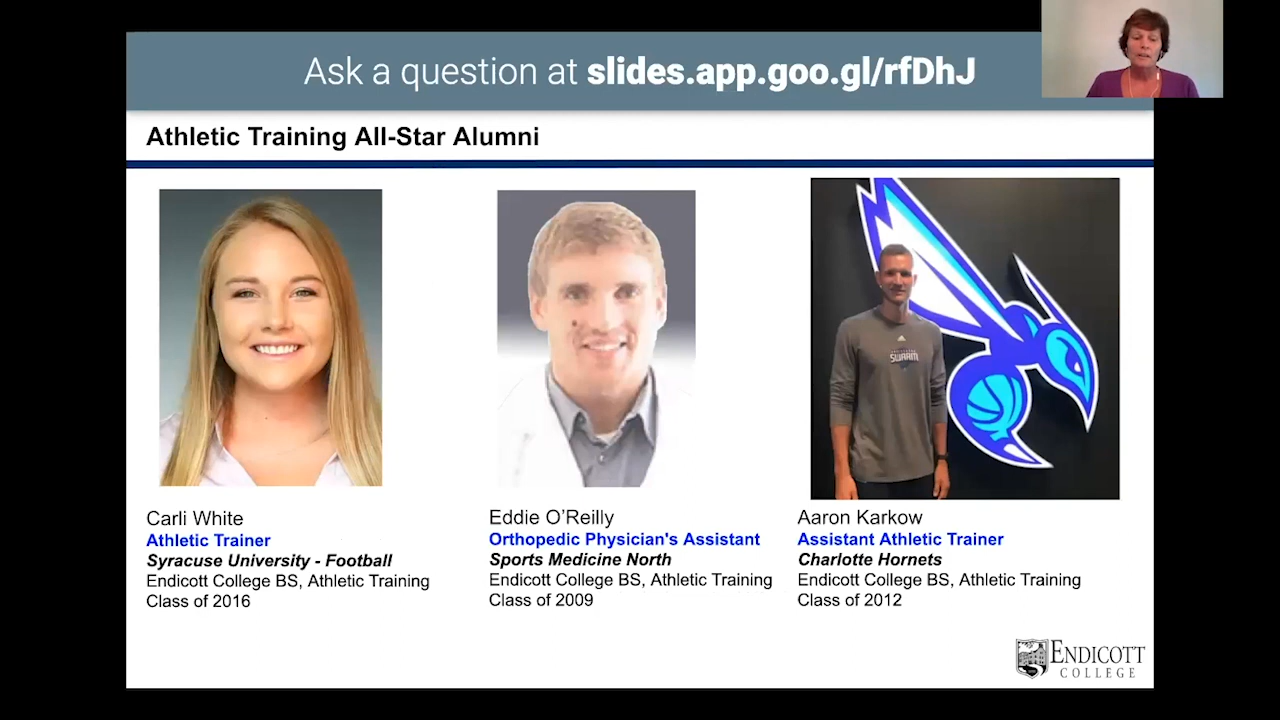 Ask a question at slides.app.goo.gl/rfDhJ
Athletic Training All-Star Alumni
SWARM
Carli White
Athletic Trainer
Syracuse University - Football
Endicott College BS, Athletic Training
Class of 2016
Eddie O'Reilly
Orthopedic Physician's Assistant
Sports Medicine North
Endicott College BS, Athletic Training
Class of 2009
Aaron Karkow
Assistant Athletic Trainer
Charlotte Hornets
Endicott College BS, Athletic Training
Class of 2012
ENDICOTT
COLLEGE